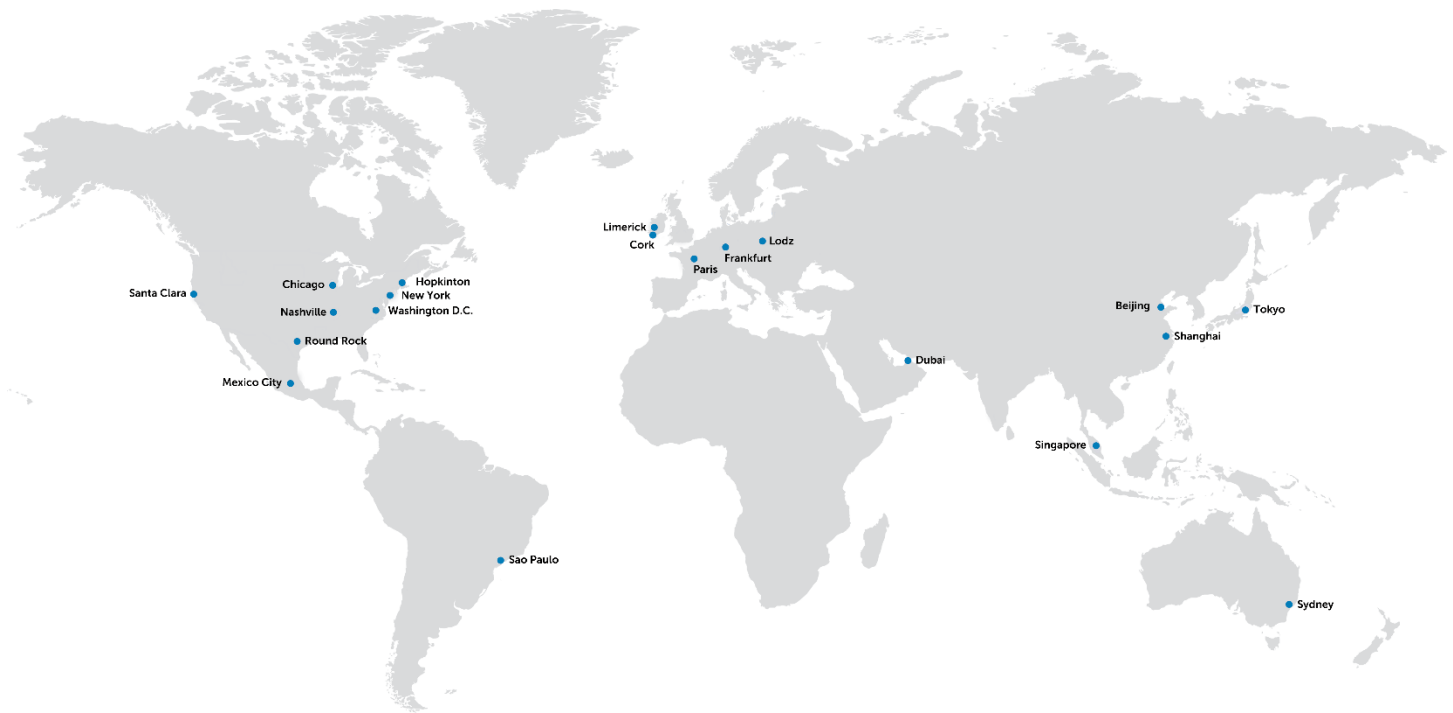 Limerick
Cork
Lodz
Frankfurt
Paris
Chicago
Hopkinton
Santa Clara
New York
Nashville
Washington D.C.
Beijing
Tokyo
Round Rock
Shanghai
Dubai
Mexico City
Singapore
Sao Paulo
Sydney